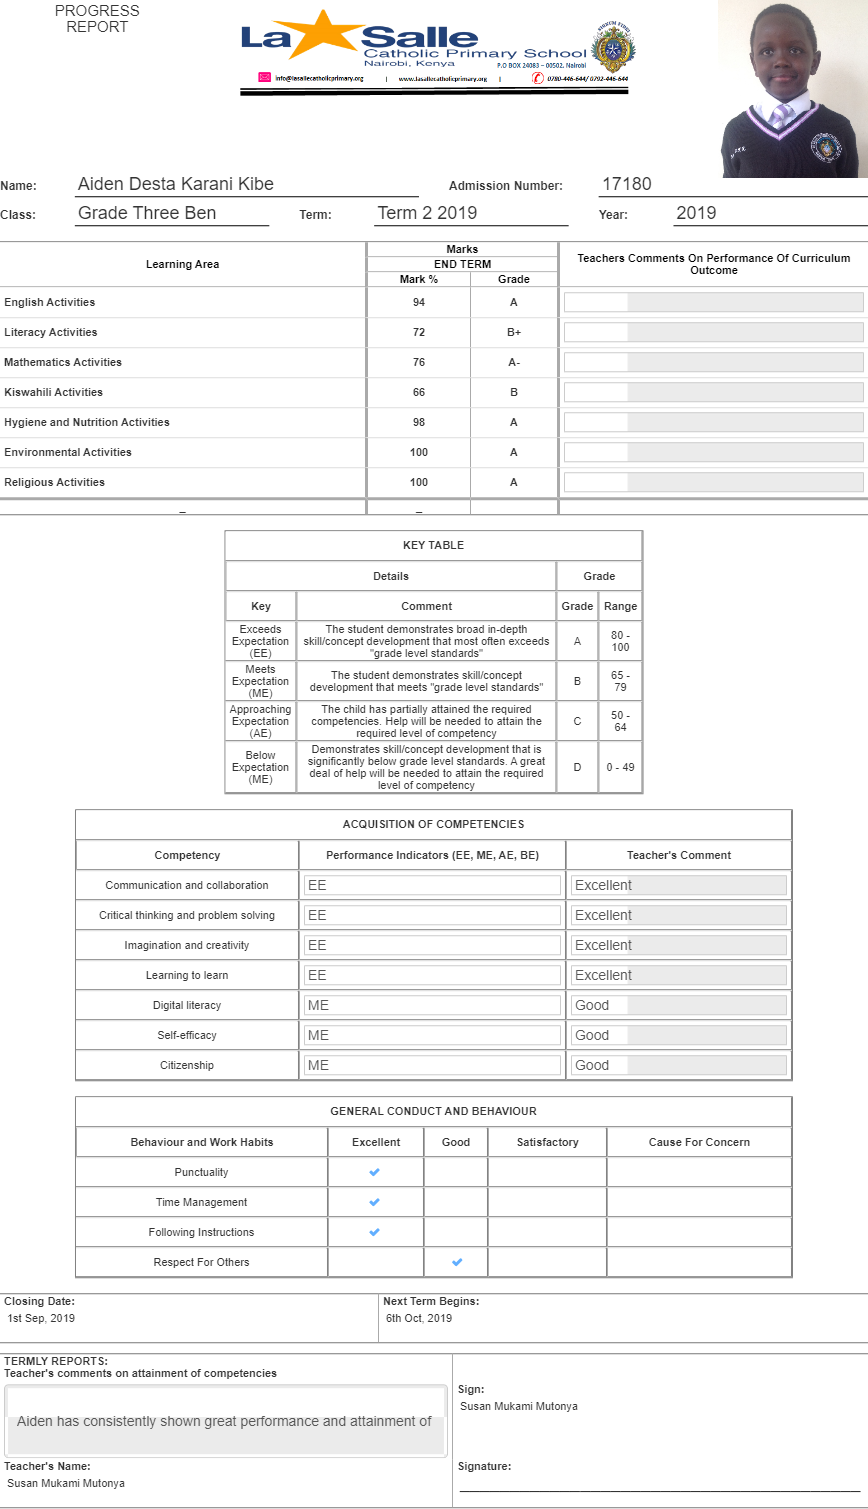 PROGRESS
REPORT
La Salle
Catholic Primary School
Nairobi, Kenya
P.O BOX 24083 – 00502, Nairobi
info@lasallecatholicprimary.org | www.lasallecatholicprimary.org | 0780-446-644/ 0792-446-644
Name: Aiden Desta Karani Kibe Admission Number: 17180
Class: Grade Three Ben Term: Term 2 2019 Year: 2019
Learning Area Marks Teachers Comments On Performance Of Curriculum Outcome
END TERM
Mark % Grade
English Activities 94 A
Literacy Activities 72 B+
Mathematics Activities 76 A-
Kiswahili Activities 66 B
Hygiene and Nutrition Activities 98 A
Environmental Activities 100 A
Religious Activities 100 A
_ _
KEY TABLE
Details Grade
Key Comment Grade Range
Exceeds Expectation (EE) The student demonstrates broad in-depth skill/concept development that most often exceeds "grade level standards" A 80 - 100
Meets Expectation (ME) The student demonstrates skill/concept development that meets "grade level standards" B 65 - 79
Approaching Expectation (AE) The child has partially attained the required competencies. Help will be needed to attain the required level of competency C 50 - 64
Below Expectation (ME) Demonstrates skill/concept development that is significantly below grade level standards. A great deal of help will be needed to attain the required level of competency D 0 - 49
ACQUISITION OF COMPETENCIES
Competency Performance Indicators (EE, ME, AE, BE) Teacher's Comment
Communication and collaboration EE Excellent
Critical thinking and problem solving EE Excellent
Imagination and creativity EE Excellent
Learning to learn EE Excellent
Digital literacy ME Good
Self-efficacy ME Good
Citizenship ME Good
GENERAL CONDUCT AND BEHAVIOUR
Behaviour and Work Habits Excellent Good Satisfactory Cause For Concern
Punctuality
Time Management
Following Instructions
Respect For Others
Closing Date: Next Term Begins:
1st Sep, 2019 6th Oct, 2019
TERMLY REPORTS:
Teacher's comments on attainment of competencies
Sign:
Susan Mukami Mutonya
Aiden has consistently shown great performance and attainment of
Teacher's Name: Signature:
Susan Mukami Mutonya